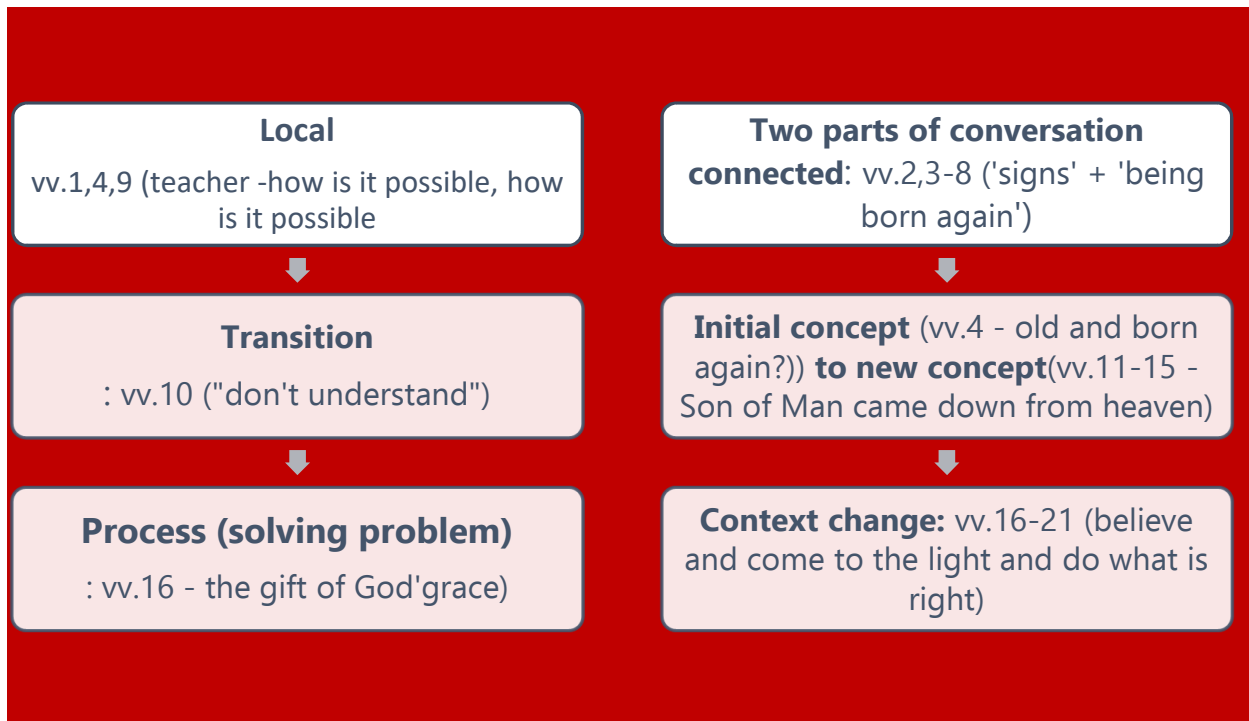 Local
vv.1,4,9 (teacher -how is it possible, how
is it possible
Transition
: vv.10 ("don't understand")
Process (solving problem)
: vv.16 - the gift of God'grace)
Two parts of conversation
connected: vv.2,3-8 ('signs' + 'being
born again')
Initial concept (vv.4 - old and born
again?)) to new concept(vv.11-15 -
Son of Man came down from heaven)
Context change: vv.16-21 (believe
and come to the light and do what is
right)